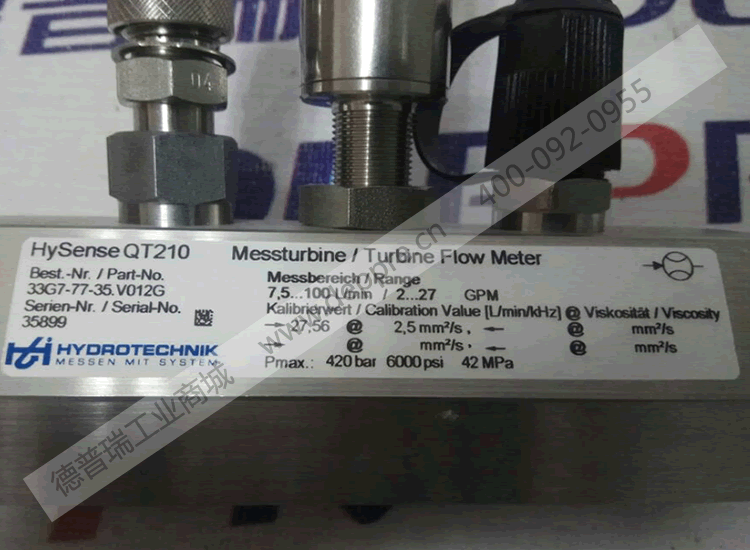 U4
HySense QT210
Messturbine / Turbine Flow Meter
Best.-Nr. / Part-No.
33G7-77-35.V012G
Serien-Nr. / Serial-No.
35899
HYDROTECHNIK
MESSEN MIT SYSTEM
Messbereich / Range
7,5...100 L/min / 2...27 GPM
Kalibrierwert / Calibration Value [L/min/kHz] @ Viskosität / Viscosity
→ 27,56 @ 2,5 mm²/s, ← @ mm²/s
→ @ mm²/s, ← @ mm²/s
Pmax.: 420 bar 6000 psi 42 MPa
德普瑞工业商城
400-092-0955